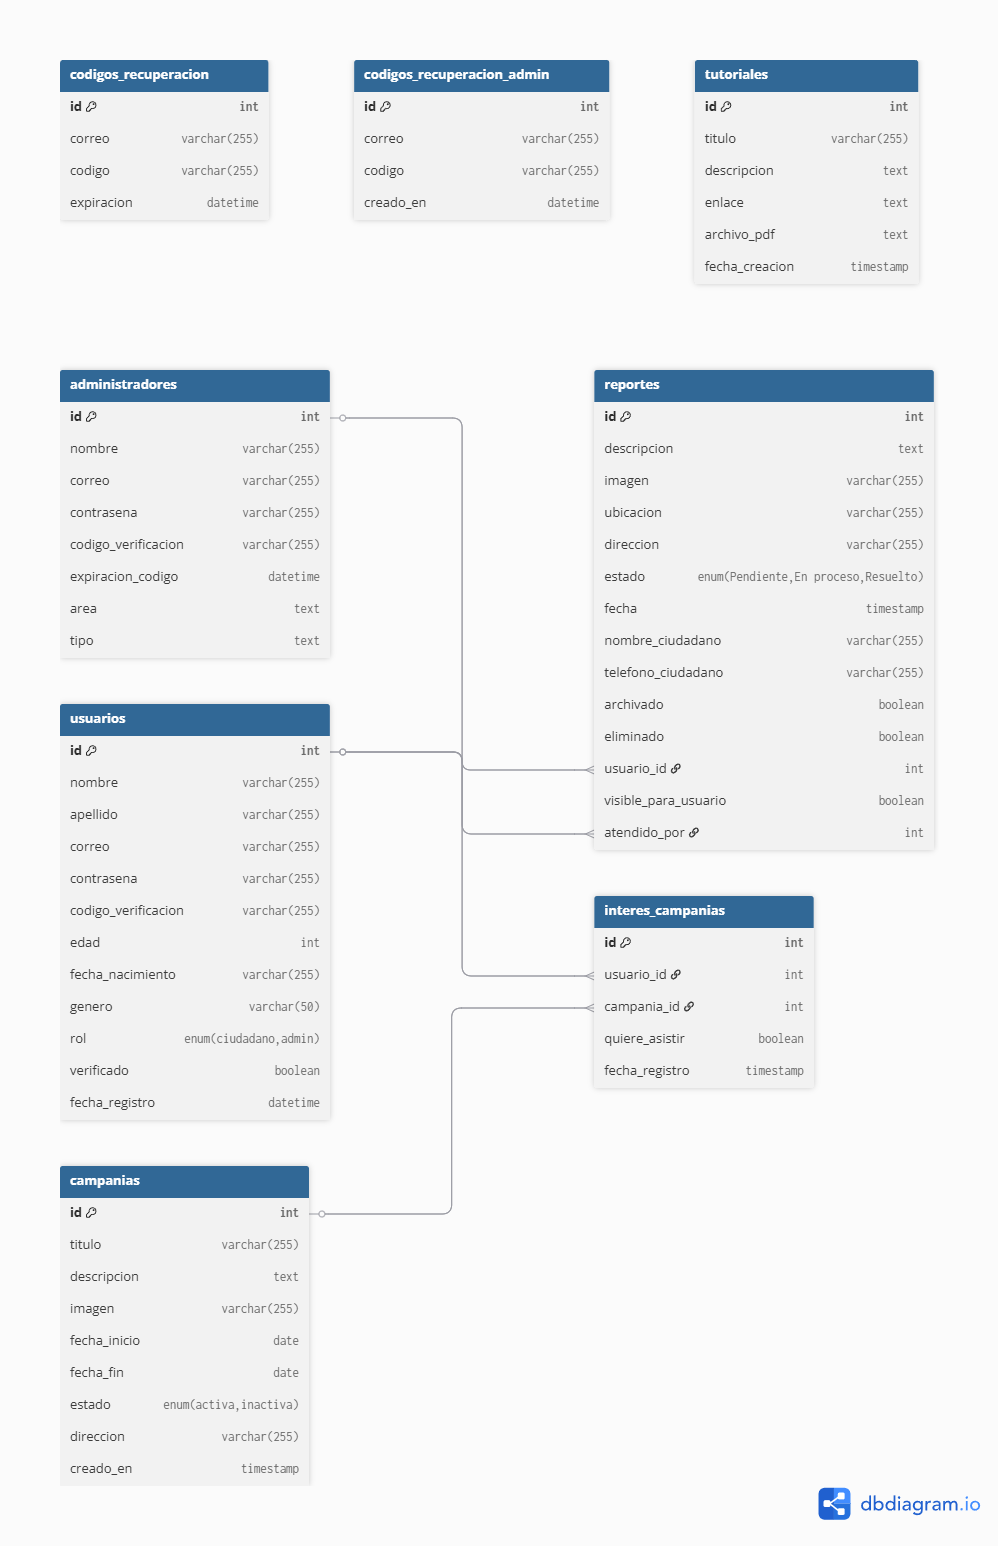 codigos_recuperacion
id int
correo varchar(255)
codigo varchar(255)
expiracion datetime
codigos_recuperacion_admin
id int
correo varchar(255)
codigo varchar(255)
creado_en datetime
tutoriales
id int
titulo varchar(255)
descripcion text
enlace text
archivo_pdf text
fecha_creacion timestamp
administradores
id int
nombre varchar(255)
correo varchar(255)
contrasena varchar(255)
codigo_verificacion varchar(255)
expiracion_codigo datetime
area text
tipo text
reportes
id int
descripcion text
imagen varchar(255)
ubicacion varchar(255)
direccion varchar(255)
estado enum(Pendiente,En proceso,Resuelto)
fecha timestamp
nombre_ciudadano varchar(255)
telefono_ciudadano varchar(255)
archivado boolean
eliminado boolean
usuario_id int
visible_para_usuario boolean
atendido_por int
usuarios
id int
nombre varchar(255)
apellido varchar(255)
correo varchar(255)
contrasena varchar(255)
codigo_verificacion varchar(255)
edad int
fecha_nacimiento varchar(255)
genero varchar(50)
rol enum(ciudadano,admin)
verificado boolean
fecha_registro datetime
interes_campanias
id int
usuario_id int
campania_id int
quiere_asistir boolean
fecha_registro timestamp
campanias
id int
titulo varchar(255)
descripcion text
imagen varchar(255)
fecha_inicio date
fecha_fin date
estado enum(activa,inactiva)
direccion varchar(255)
creado_en timestamp
dbdiagram.io